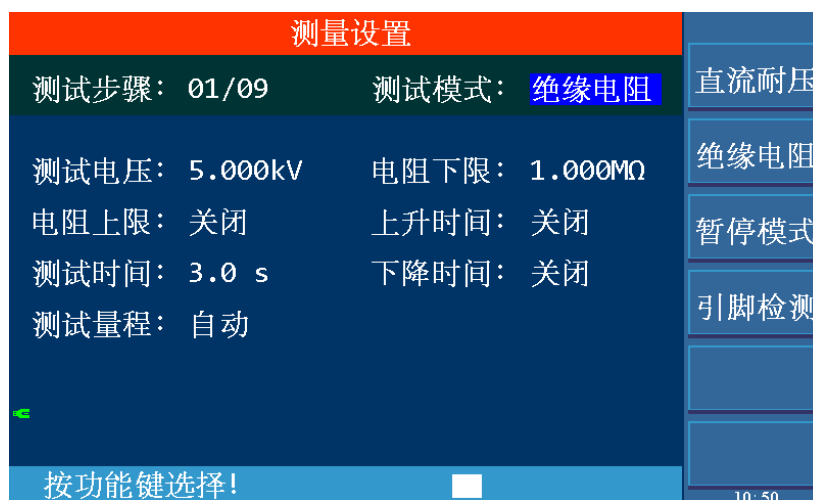 测量设置
测试步骤: 01/09 测试模式: 绝缘电阻
测试电压: 5.000kV 电阻下限: 1.000MΩ
电阻上限: 关闭 上升时间: 关闭
测试时间: 3.0 s 下降时间: 关闭
测试量程: 自动
按功能键选择!
直流耐压
绝缘电阻
暂停模式
引脚检测
10:50